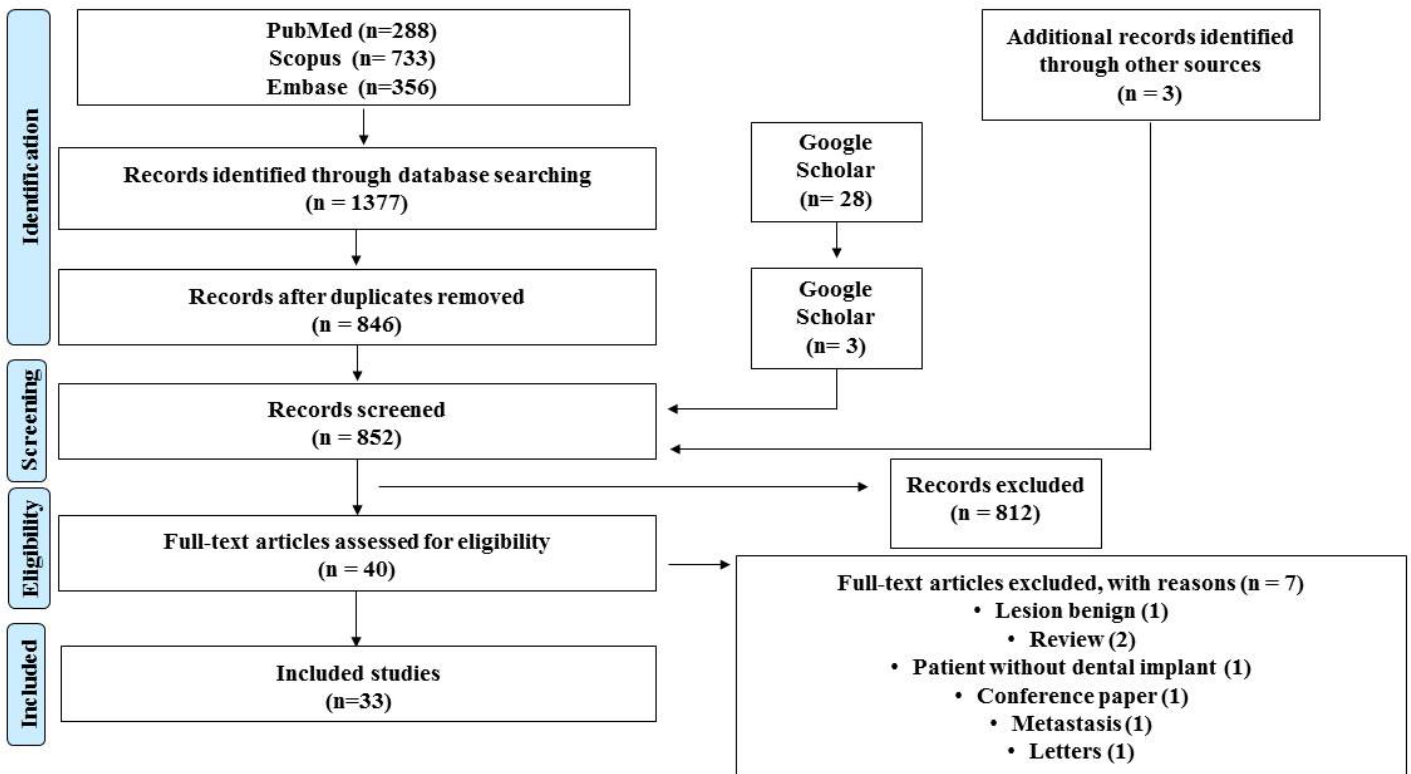 Identification
PubMed (n=288)
Scopus (n= 733)
Embase (n=356)
Additional records identified
through other sources
(n = 3)
Records identified through database searching
(n = 1377)
Google
Scholar
(n= 28)
Records after duplicates removed
(n = 846)
Google
Scholar
(n= 3)
Screening
Records screened
(n = 852)
Records excluded
(n = 812)
Eligibility
Full-text articles assessed for eligibility
(n = 40)
Full-text articles excluded, with reasons (n = 7)
• Lesion benign (1)
• Review (2)
• Patient without dental implant (1)
• Conference paper (1)
• Metastasis (1)
• Letters (1)
Included
Included studies
(n=33)